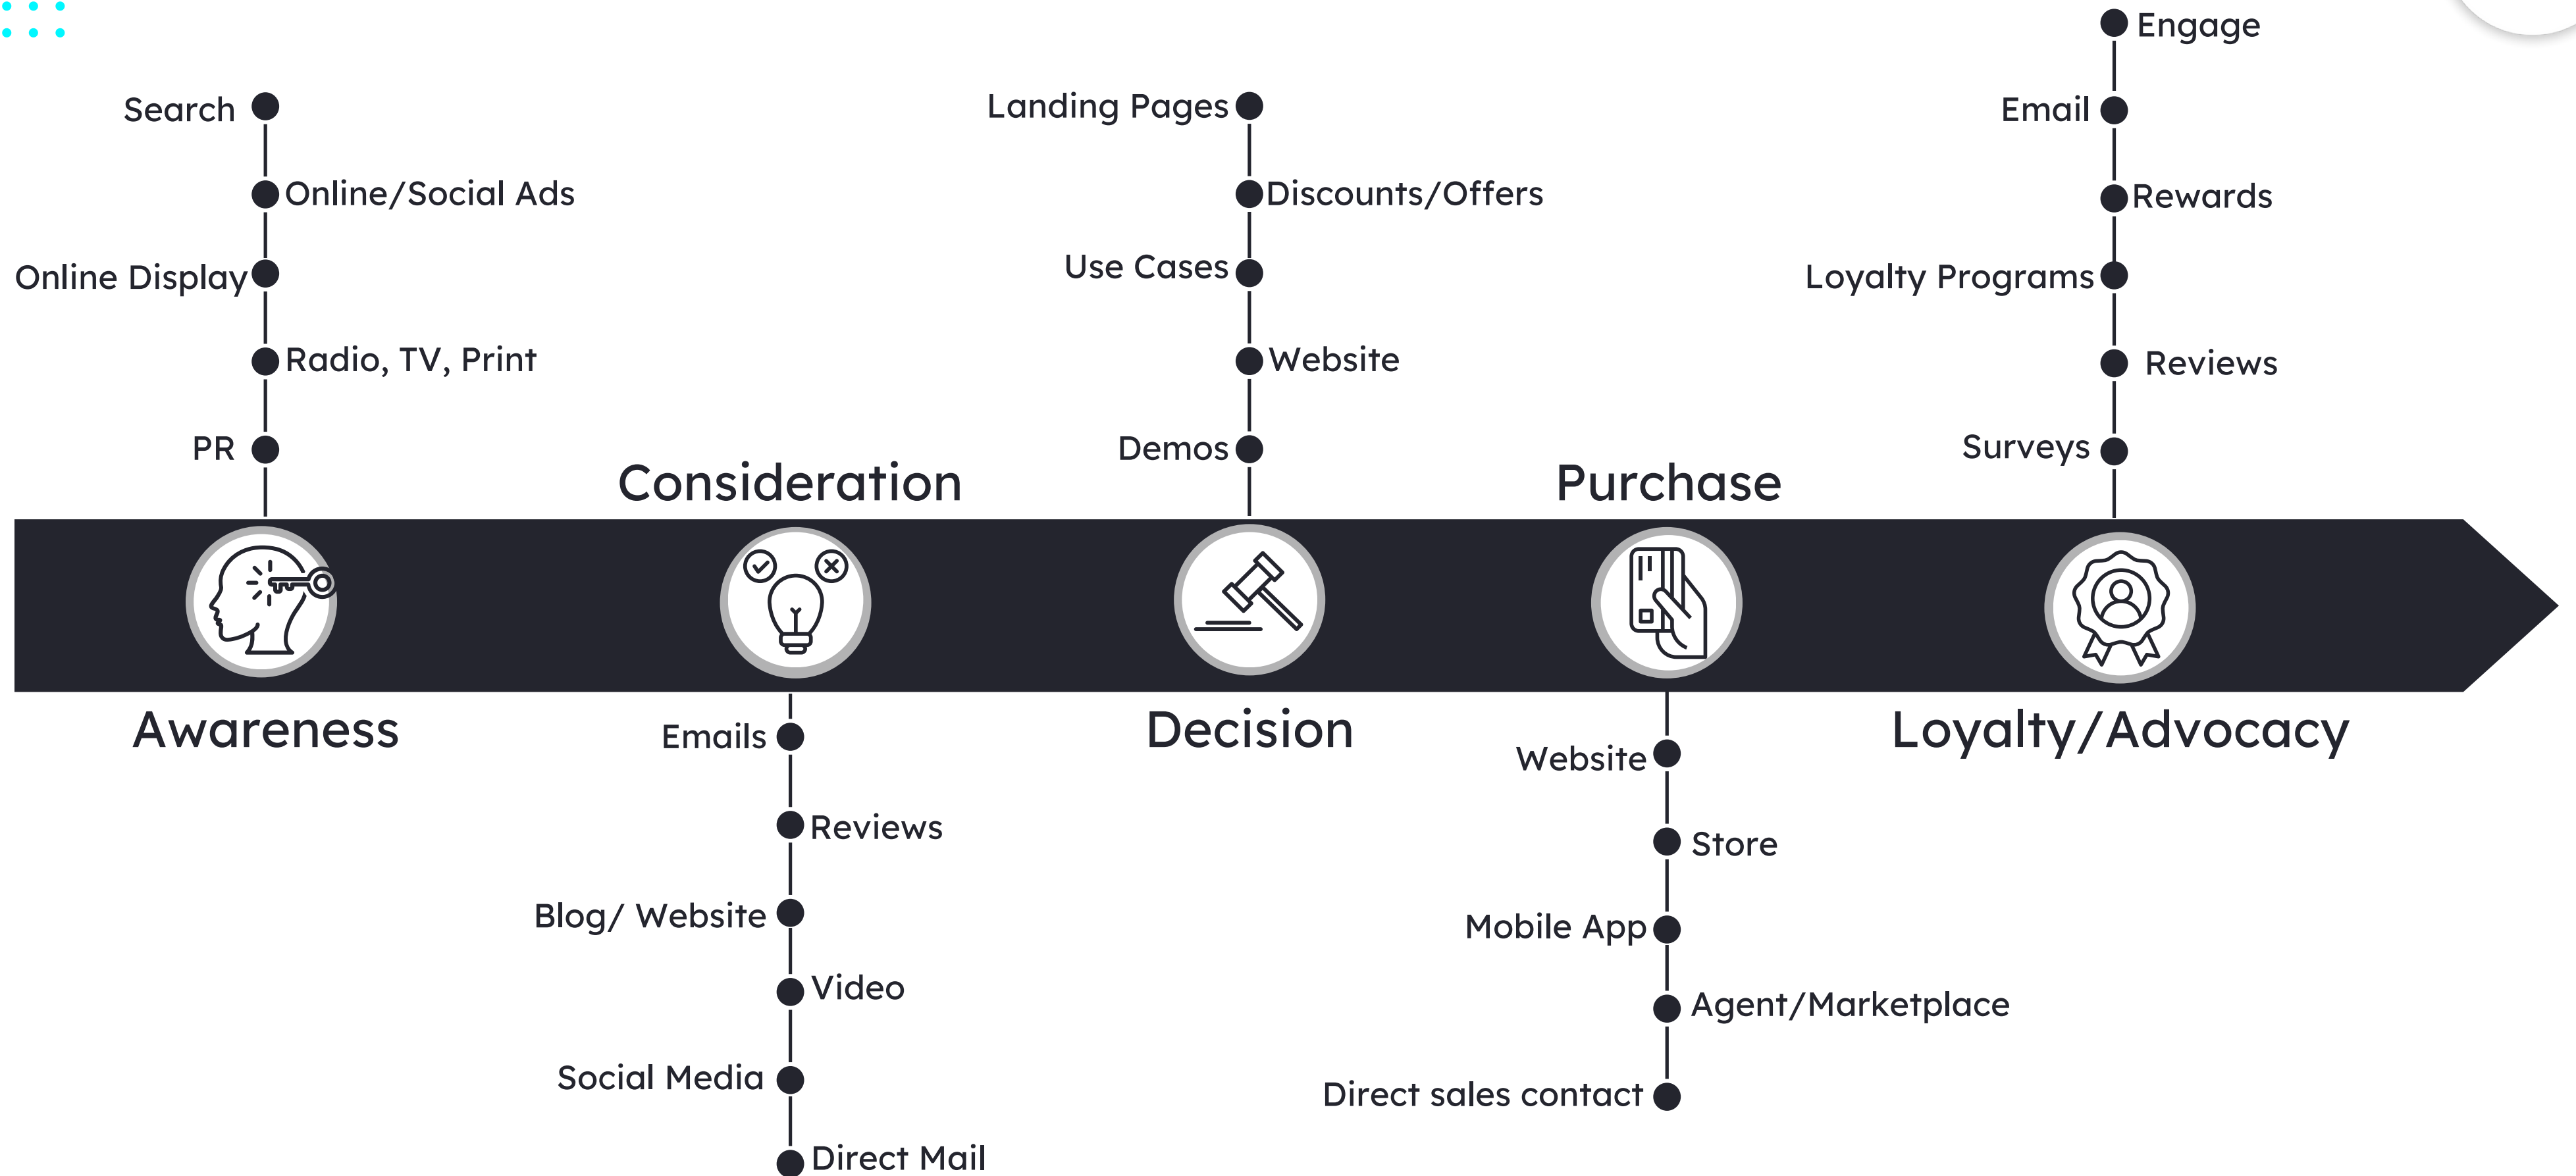 Search
Online/Social Ads
Online Display
Radio, TV, Print
PR
Awareness
Consideration
Emails
Reviews
Blog/ Website
Video
Social Media
Direct Mail
Landing Pages
Discounts/Offers
Use Cases
Website
Demos
Decision
Purchase
Website
Store
Mobile App
Agent/Marketplace
Direct sales contact
Engage
Email
Rewards
Loyalty Programs
Reviews
Surveys
Loyalty/Advocacy